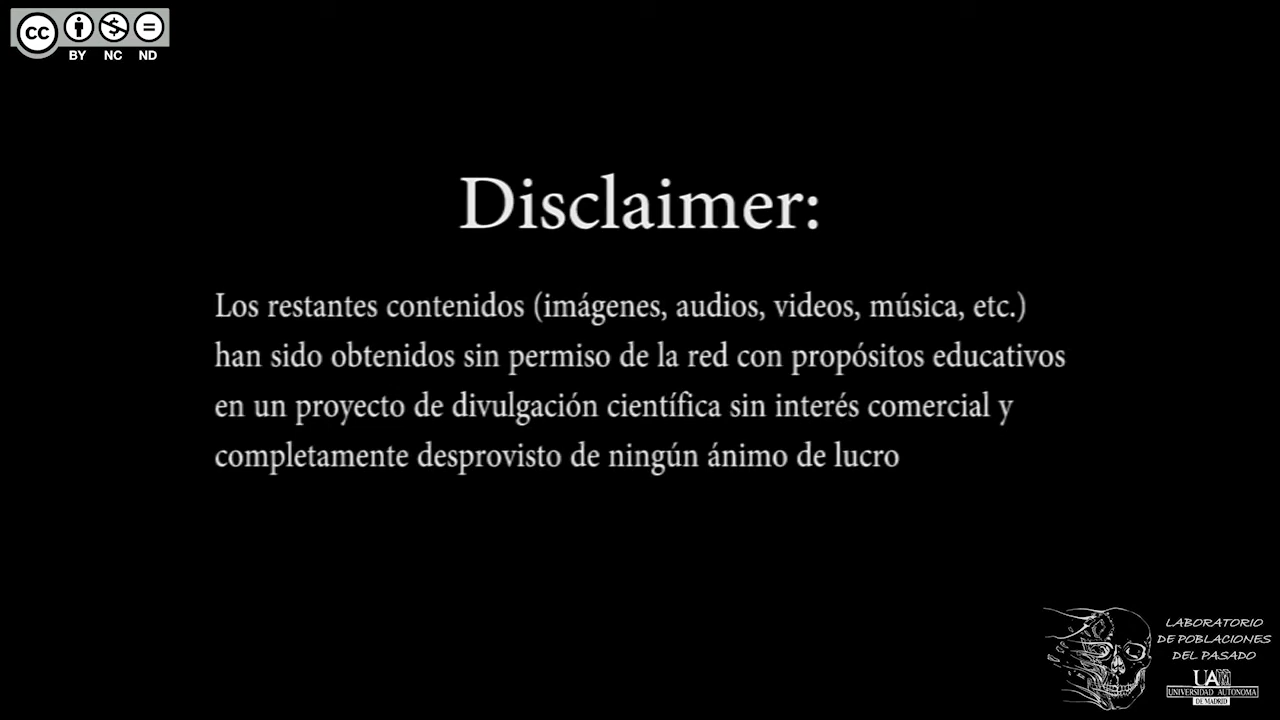 CC
BY NC ND
Disclaimer:
Los restantes contenidos (imágenes, audios, videos, música, etc.)
han sido obtenidos sin permiso de la red con propósitos educativos
en un proyecto de divulgación científica sin interés comercial y
completamente desprovisto de ningún ánimo de lucro
LABORATORIO
DE POBLACIONES
DEL PASADO
UAM
UNIVERSIDAD AUTONOMA
DE MADRID